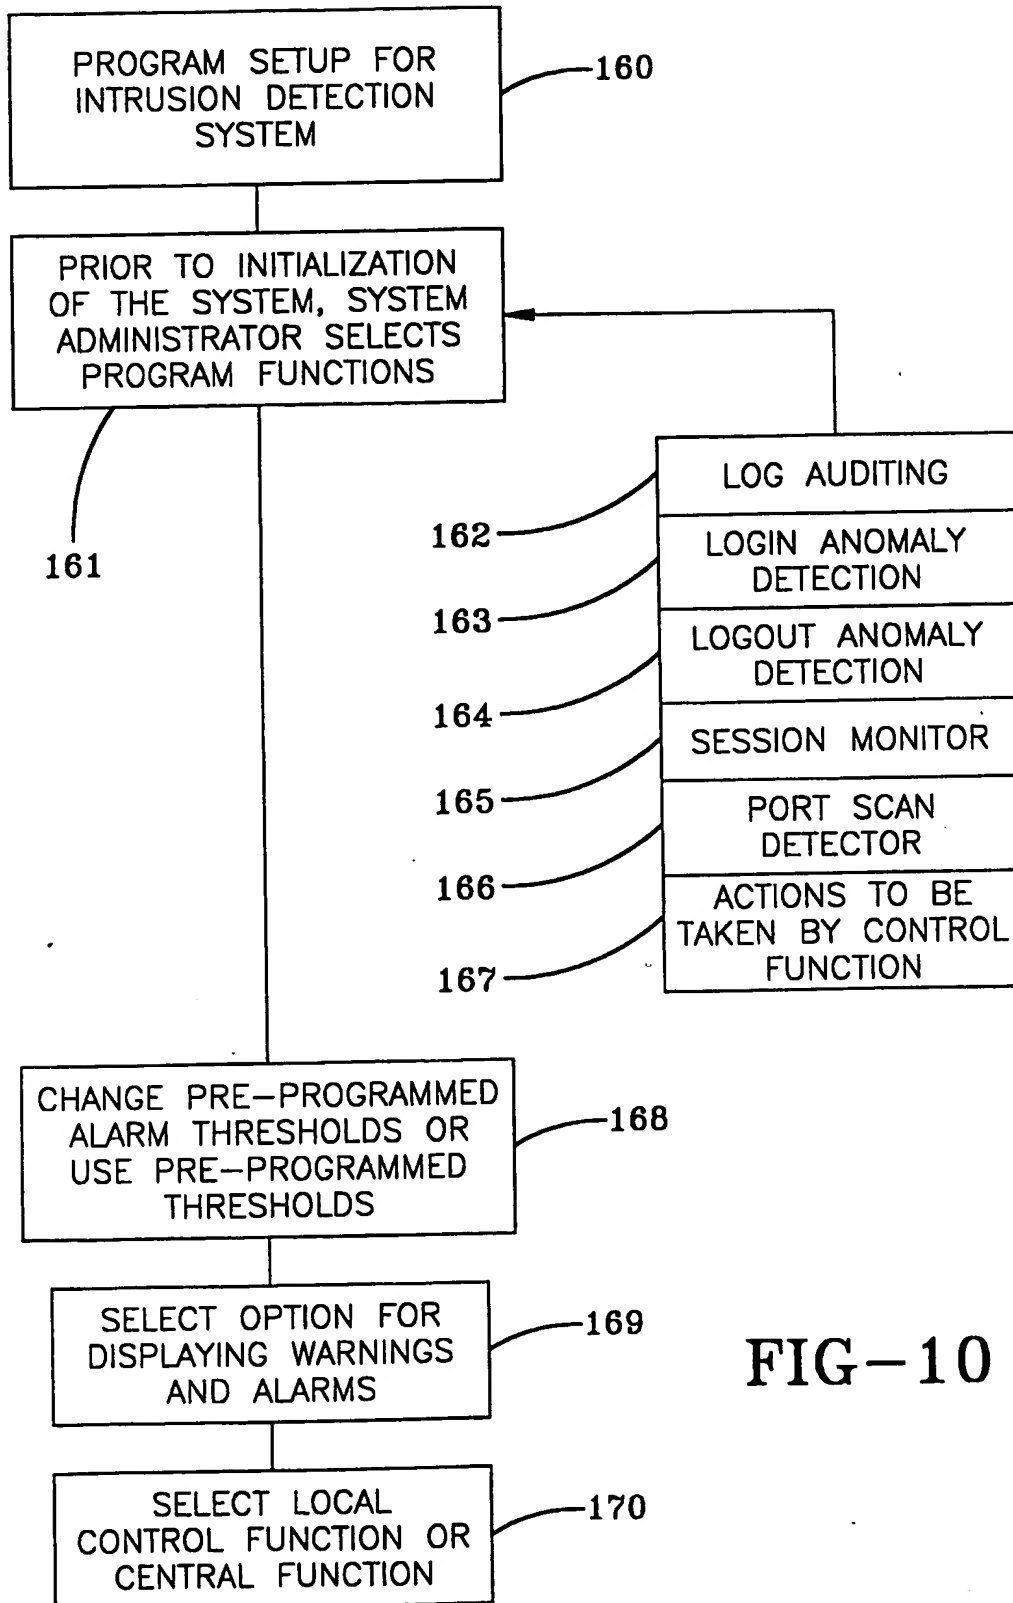 PROGRAM SETUP FOR
INTRUSION DETECTION
SYSTEM
160
PRIOR TO INITIALIZATION
OF THE SYSTEM, SYSTEM
ADMINISTRATOR SELECTS
PROGRAM FUNCTIONS
161
LOG AUDITING
162
LOGIN ANOMALY
DETECTION
163
LOGOUT ANOMALY
DETECTION
164
SESSION MONITOR
165
PORT SCAN
DETECTOR
166
ACTIONS TO BE
TAKEN BY CONTROL
FUNCTION
167
CHANGE PRE-PROGRAMMED
ALARM THRESHOLDS OR
USE PRE-PROGRAMMED
THRESHOLDS
168
SELECT OPTION FOR
DISPLAYING WARNINGS
AND ALARMS
169
SELECT LOCAL
CONTROL FUNCTION OR
CENTRAL FUNCTION
170
FIG-10